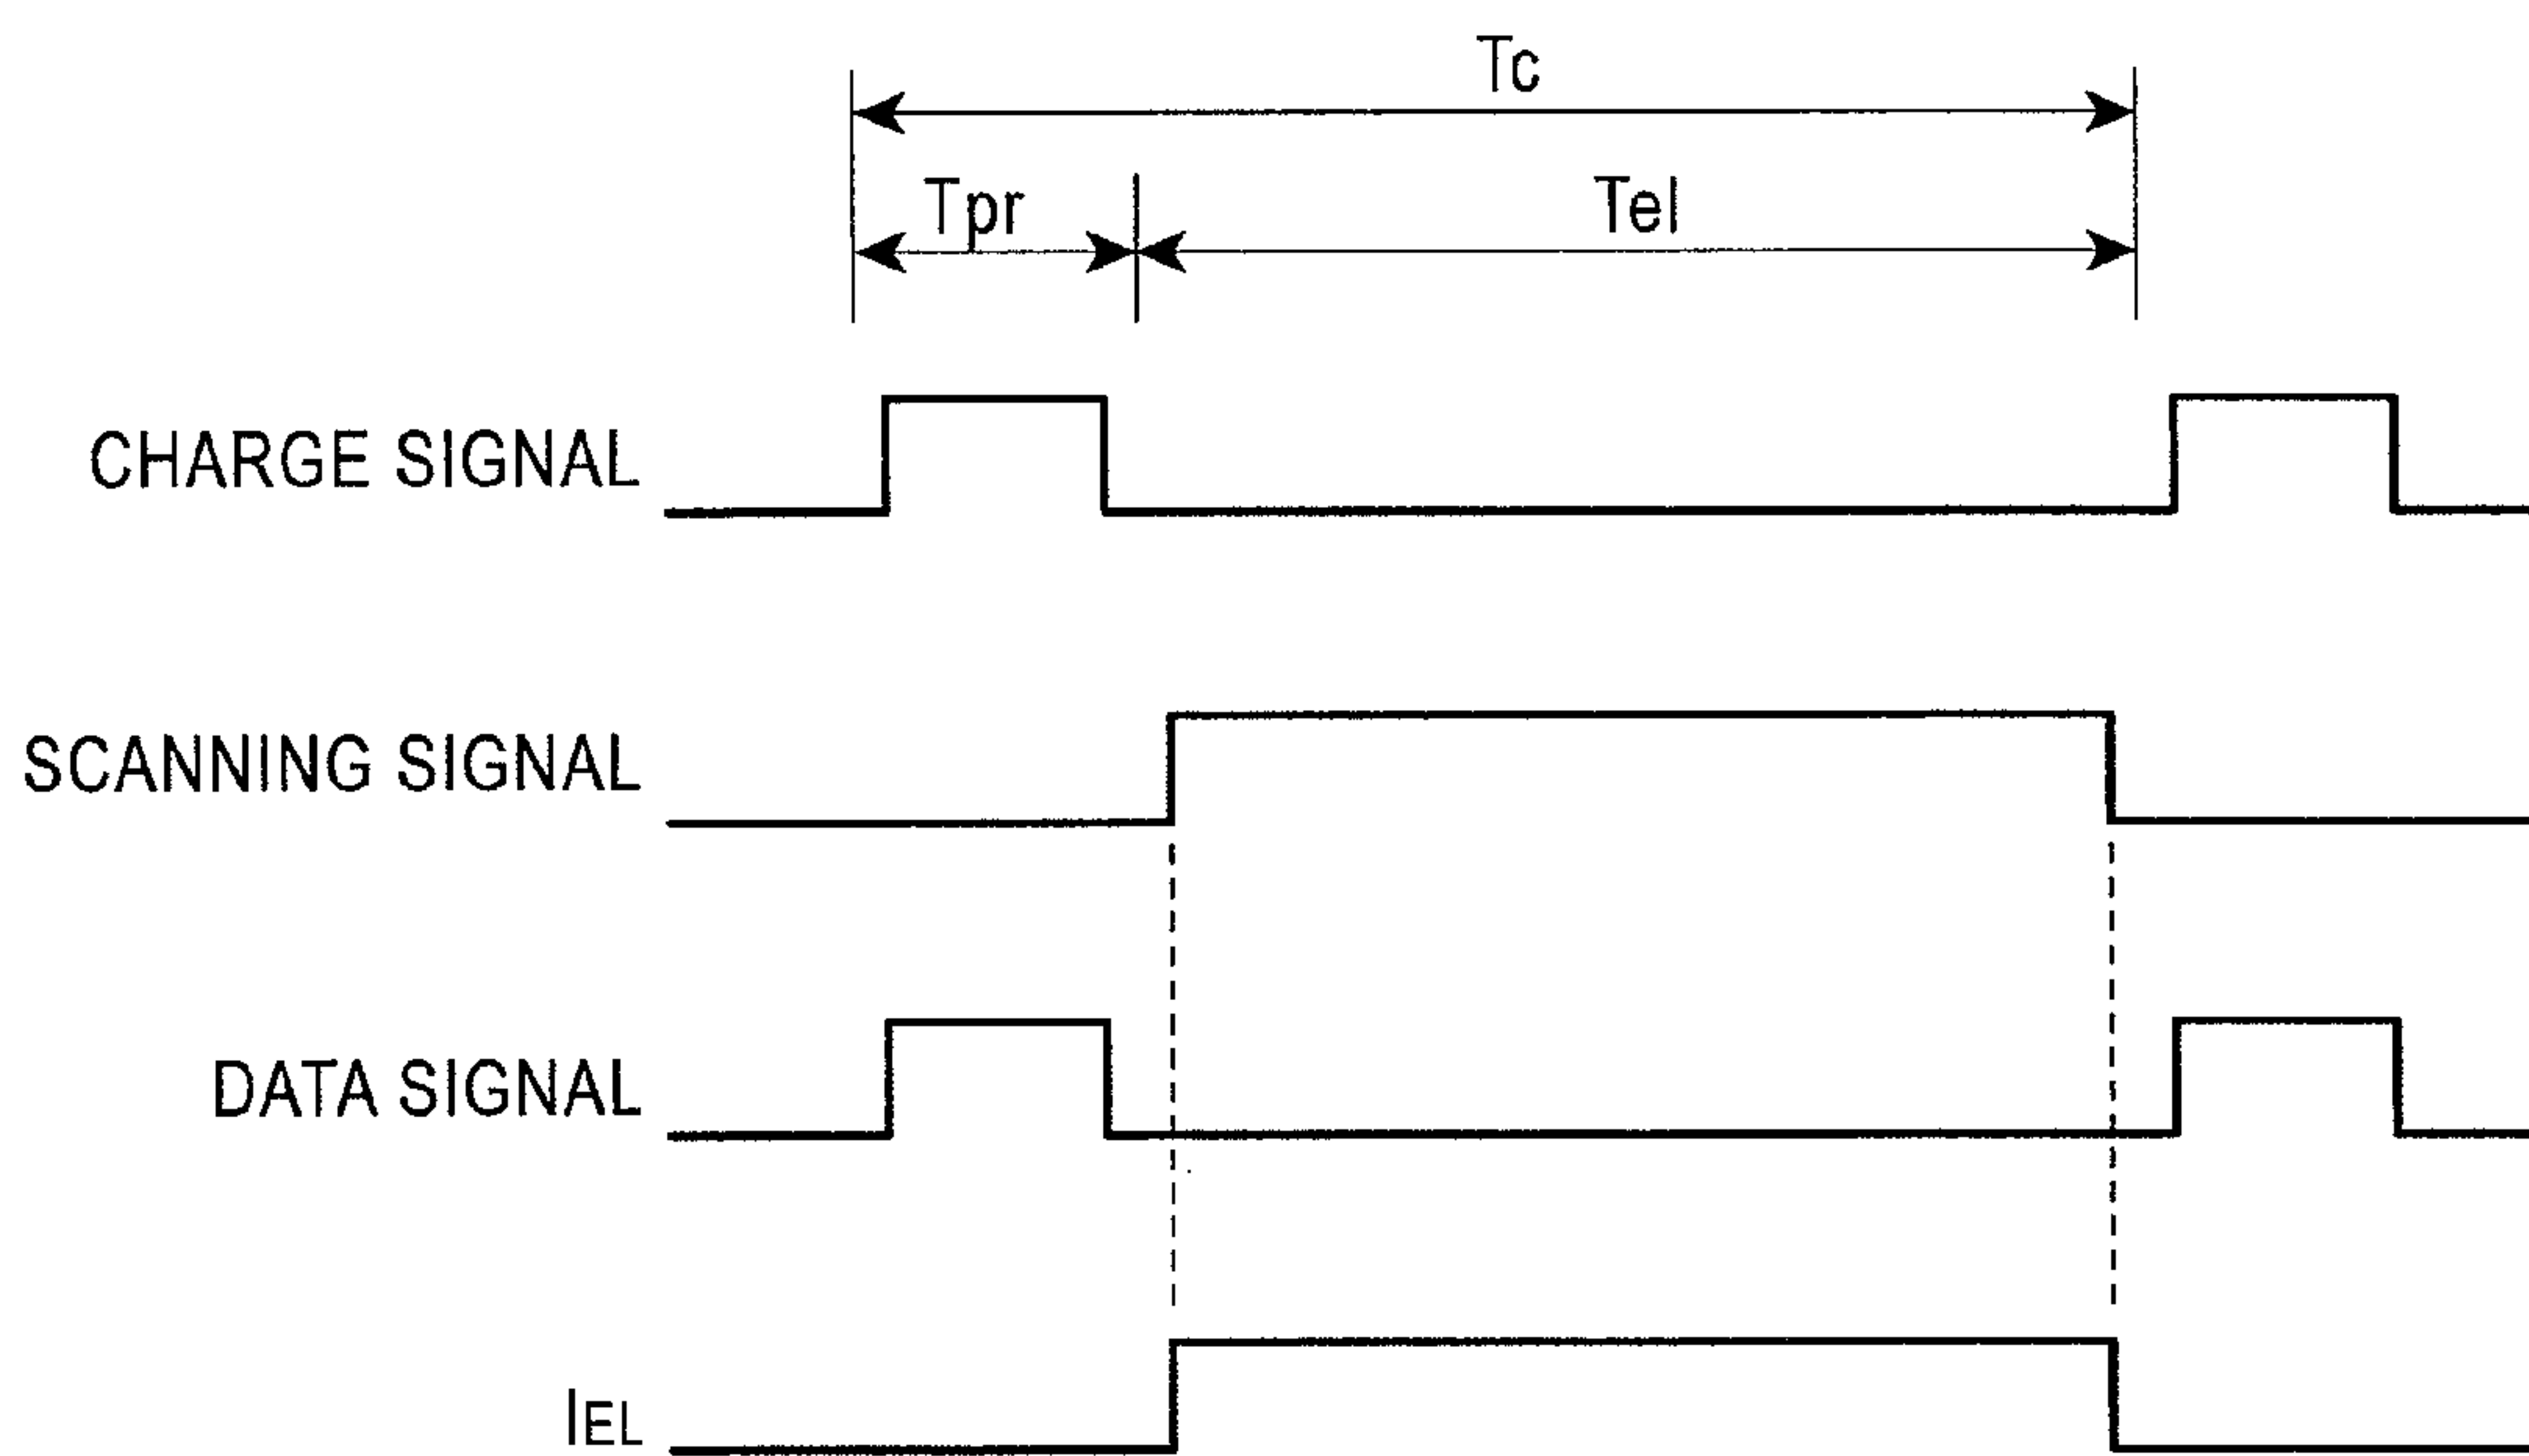 Tc
Tpr
Tel
CHARGE SIGNAL
SCANNING SIGNAL
DATA SIGNAL
IEL